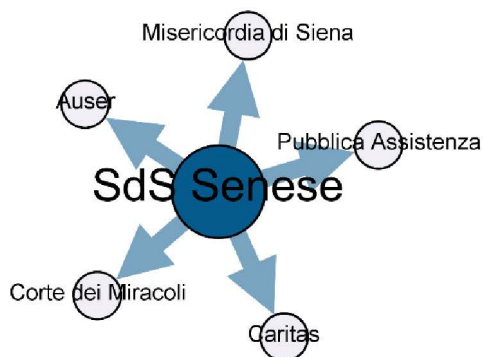 Misericordia di Siena
Auser
Pubblica Assistenza
SdS Senese
Corte dei Miracoli
Caritas